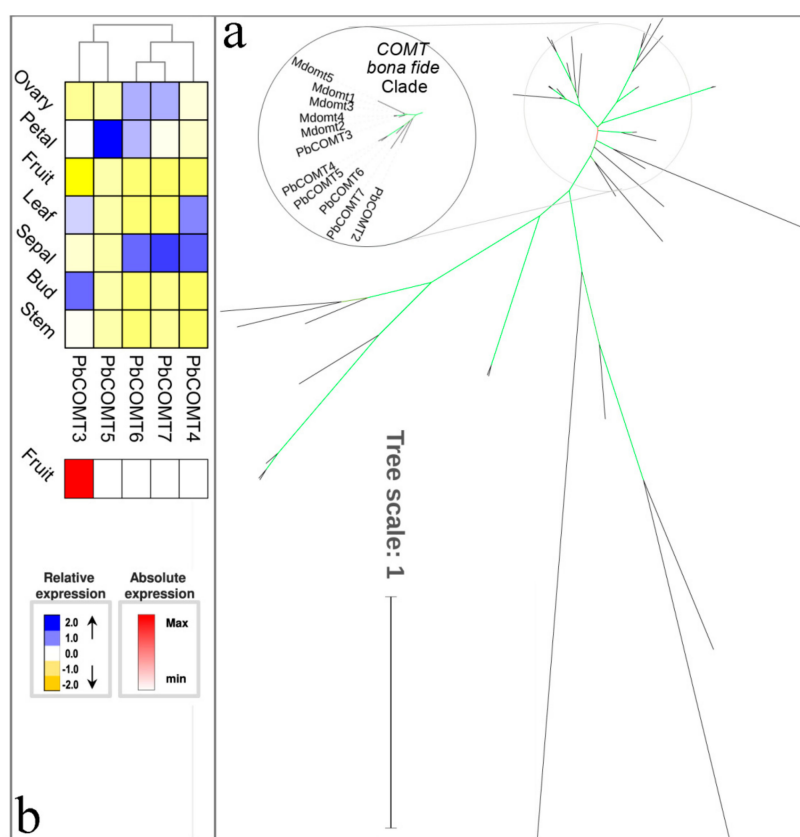 a
COMT
bona fide
Clade
Mdomt5
Mdomt1
Mdomt3
Mdomt4
Mdomt2
PbCOMT3
PbCOMT4
PbCOMT5
PbCOMT6
PbCOMT7
PbCOMT2
Tree scale: 1
Ovary
Petal
Fruit
Leaf
Sepal
Bud
Stem
PbCOMT3
PbCOMT5
PbCOMT6
PbCOMT7
PbCOMT4
Fruit
Relative
expression
2.0
1.0
0.0
-1.0
-2.0
Absolute
expression
Max
min
b